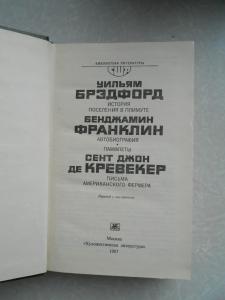 БИБЛИОТЕКА ЛИТЕРАТУРЫ
США
УИЛЬЯМ
БРЭДФОРД
ИСТОРИЯ
ПОСЕЛЕНИЯ В ПЛИМУТЕ
БЕНДЖАМИН
ФРАНКЛИН
АВТОБИОГРАФИЯ
ПАМФЛЕТЫ
СЕНТ ДЖОН
ДЕ КРЕВЕКЕР
ПИСЬМА
АМЕРИКАНСКОГО ФЕРМЕРА
Перевод с английского
Москва
«Художественная литература»
1987